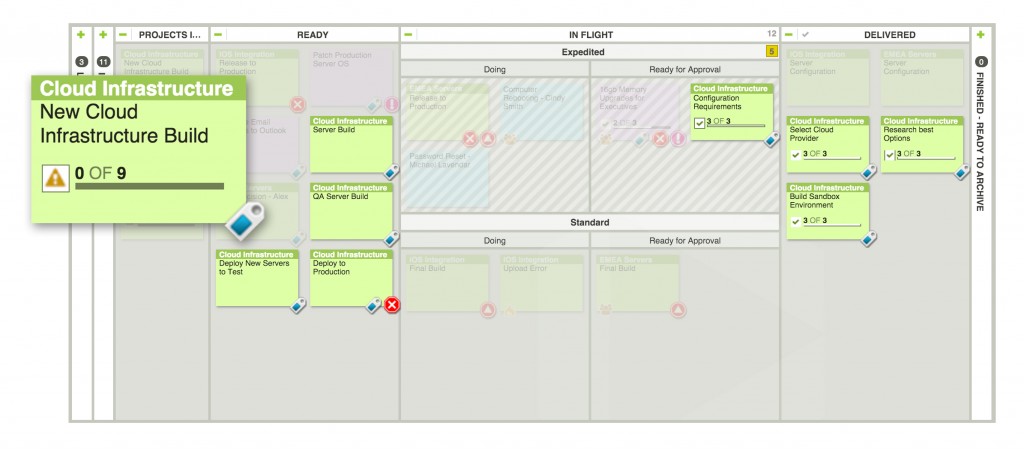 PROJECTS I...
READY
IN FLIGHT
12
DELIVERED
3
11
0
FINISHED - READY TO ARCHIVE
Expedited
5
Doing
Ready for Approval
Cloud Infrastructure
New Cloud
Infrastructure Build
Cloud Infrastructure
New Cloud
Infrastructure Build
0 OF 9
IOS Integration
Release to
Production
Patch Production
Server OS
Email
to Outlook
Cloud Infrastructure
Server Build
Cloud Infrastructure
QA Server Build
Cloud Infrastructure
Deploy New Servers
to Test
Cloud Infrastructure
Deploy to
Production
EMEA Servers
Release to
Production
Computer
Reboot
- Cindy
Smith
Password Reset -
Memory
Upgrades for
Executives
2 OF 3
Cloud Infrastructure
Configuration
Requirements
3 OF 3
Standard
Doing
Ready for Approval
IOS Integration
Final Build
IOS Integration
Upload Error
EMEA Servers
Final Build
IOS Integration
Server
Configuration
EMEA Servers
Server
Configuration
Cloud Infrastructure
Select Cloud
Provider
3 OF 3
Cloud Infrastructure
Research best
Options
3 OF 3
Cloud Infrastructure
Build Sandbox
Environment
3 OF 3